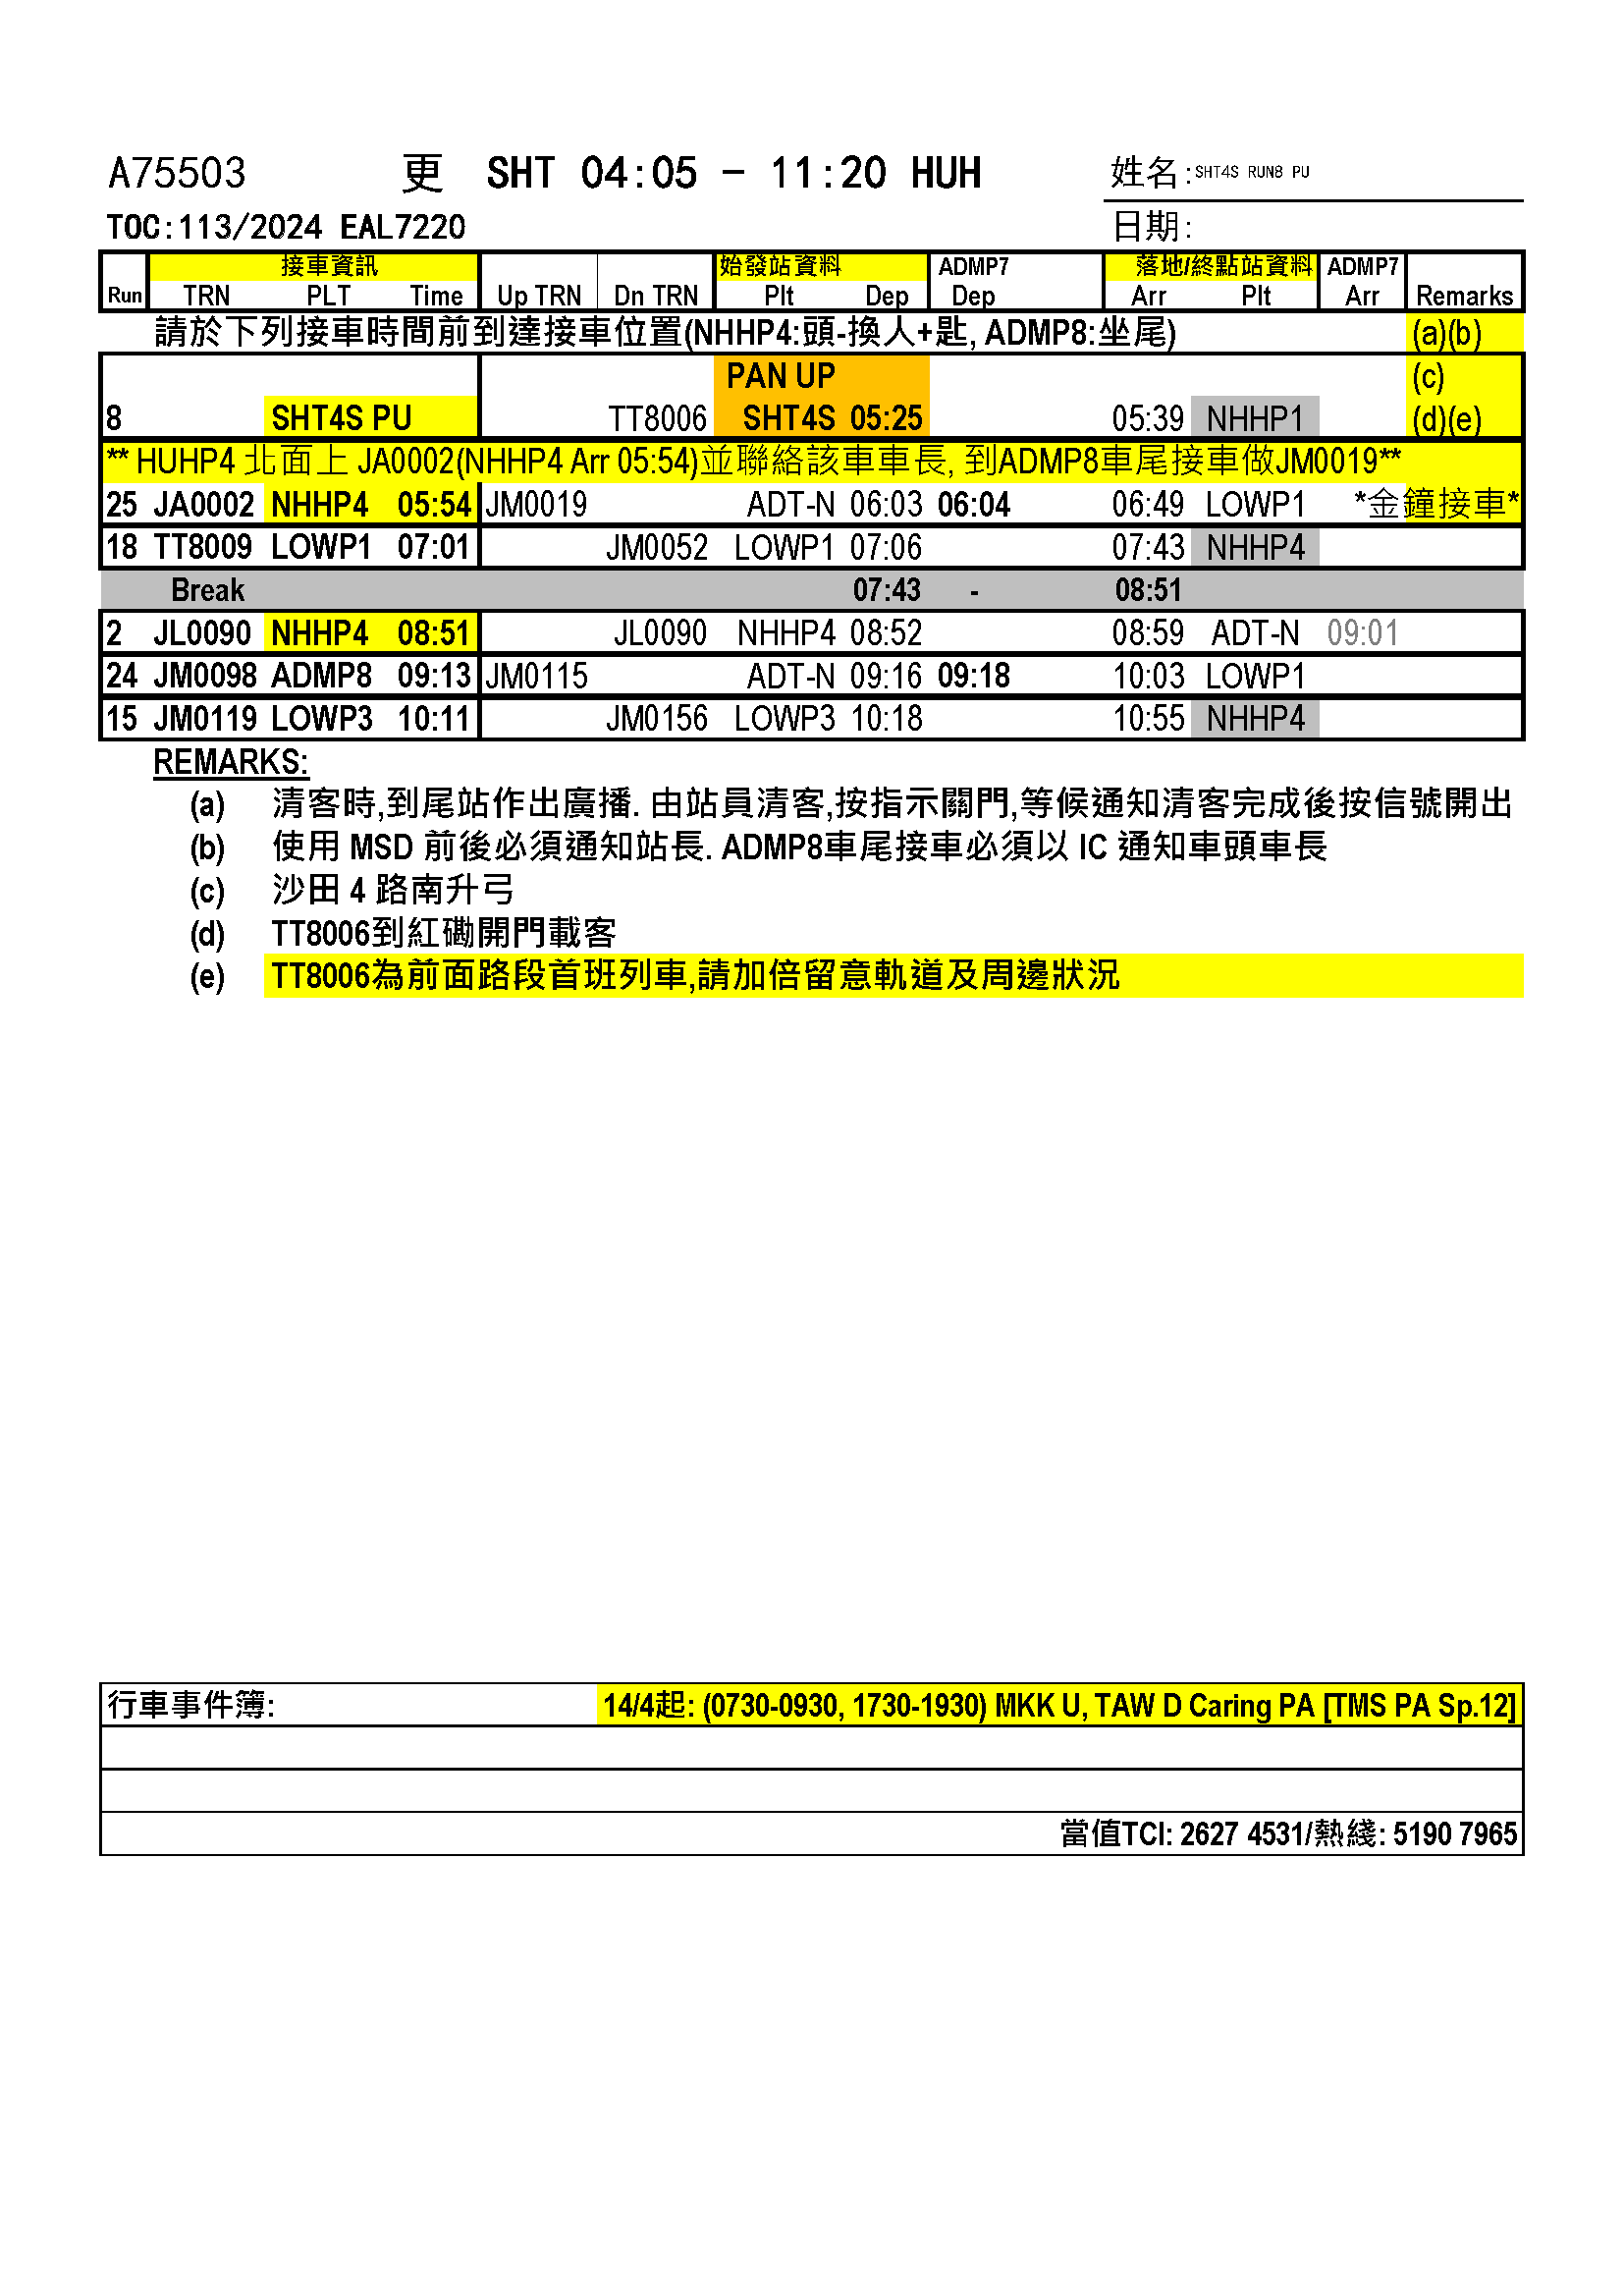 A75503 更 SHT 04:05 - 11:20 HUH 姓名:SHT4S RUN8 PU
TOC:113/2024 EAL7220 日期:
接車資訊 始發站資料 ADMP7 落地/終點站資料 ADMP7
Run TRN PLT Time Up TRN Dn TRN Plt Dep Dep Arr Plt Arr Remarks
請於下列接車時間前到達接車位置(NHHP4:頭-換人+匙, ADMP8:坐尾) (a)(b)
PAN UP (c)
8 SHT4S PU TT8006 SHT4S 05:25 05:39 NHHP1 (d)(e)
** HUHP4 北面上 JA0002(NHHP4 Arr 05:54)並聯絡該車車長, 到ADMP8車尾接車做JM0019**
25 JA0002 NHHP4 05:54 JM0019 ADT-N 06:03 06:04 06:49 LOWP1 *金鐘接車*
18 TT8009 LOWP1 07:01 JM0052 LOWP1 07:06 07:43 NHHP4
Break 07:43 - 08:51
2 JL0090 NHHP4 08:51 JL0090 NHHP4 08:52 08:59 ADT-N 09:01
24 JM0098 ADMP8 09:13 JM0115 ADT-N 09:16 09:18 10:03 LOWP1
15 JM0119 LOWP3 10:11 JM0156 LOWP3 10:18 10:55 NHHP4
REMARKS:
(a) 清客時,到尾站作出廣播. 由站員清客,按指示關門,等候通知清客完成後按信號開出
(b) 使用 MSD 前後必須通知站長. ADMP8車尾接車必須以 IC 通知車頭車長
(c) 沙田 4 路南升弓
(d) TT8006到紅磡開門載客
(e) TT8006為前面路段首班列車,請加倍留意軌道及周邊狀況
行車事件簿: 14/4起: (0730-0930, 1730-1930) MKK U, TAW D Caring PA [TMS PA Sp.12]
當值TCI: 2627 4531/熱綫: 5190 7965